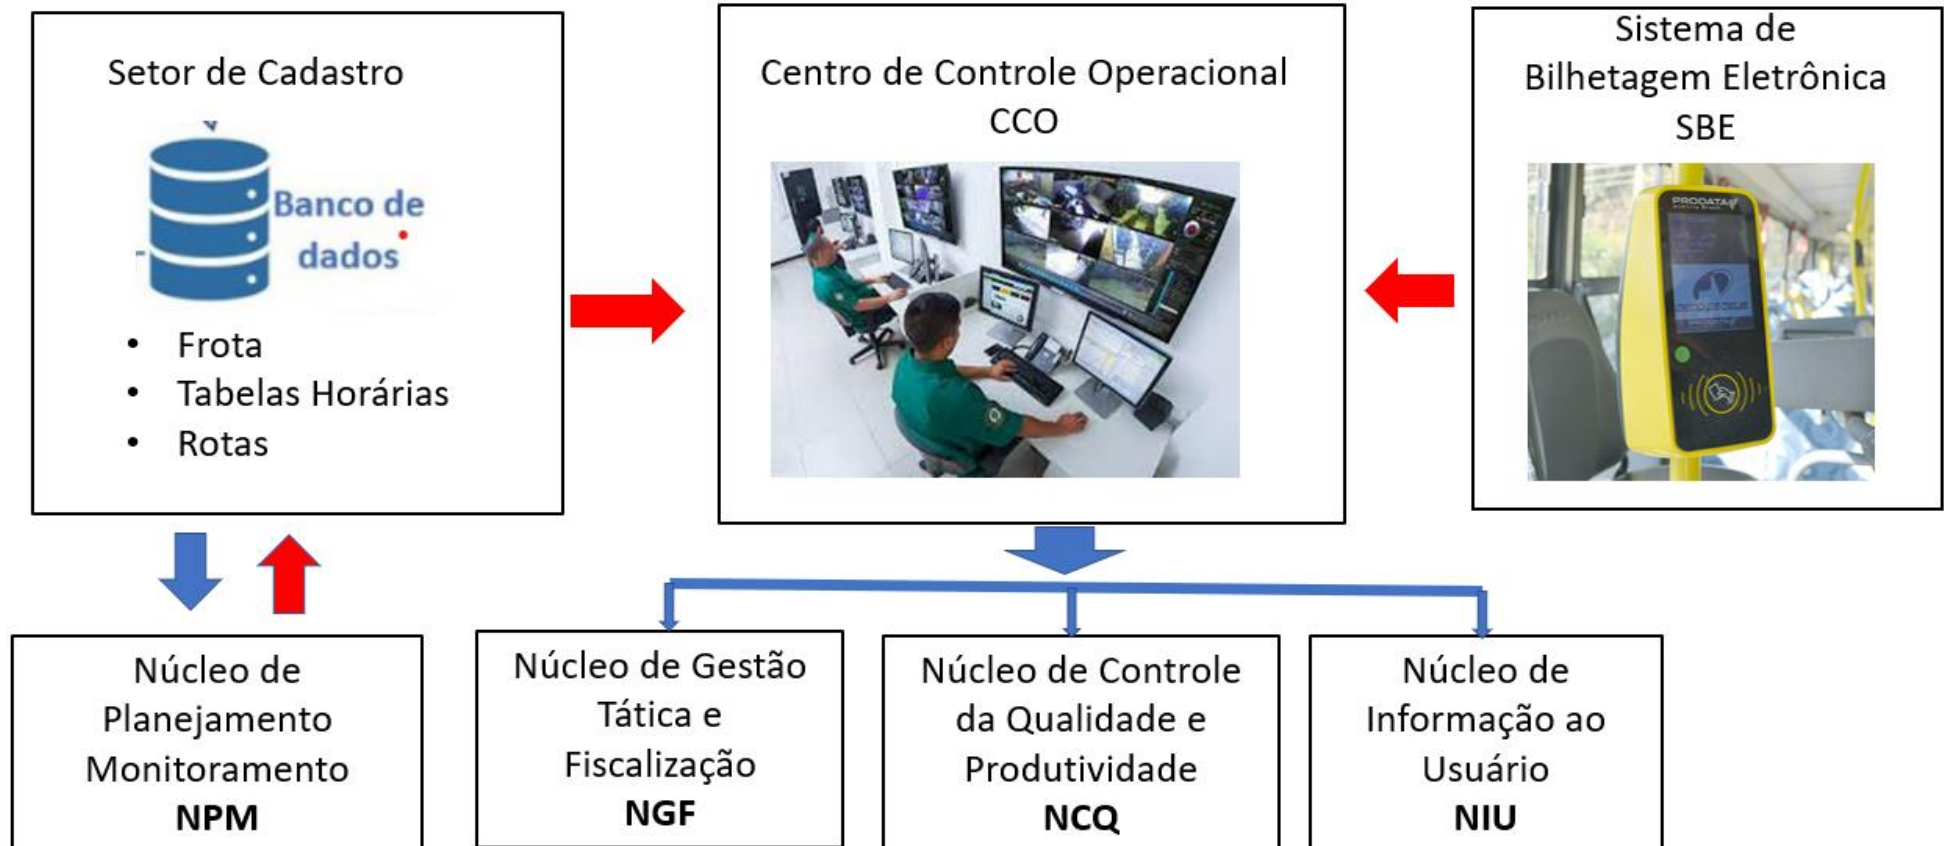 Setor de Cadastro
Banco de
dados
• Frota
• Tabelas Horárias
• Rotas
Centro de Controle Operacional
CCO
Sistema de
Bilhetagem Eletrônica
SBE
PRODATA
Núcleo de
Planejamento
Monitoramento
NPM
Núcleo de Gestão
Tática e
Fiscalização
NGF
Núcleo de Controle
da Qualidade e
Produtividade
NCQ
Núcleo de
Informação ao
Usuário
NIU